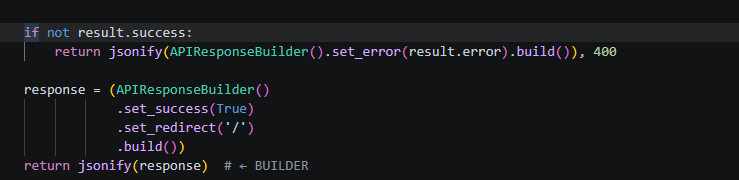 if not result.success:
    return jsonify(APIResponseBuilder().set_error(result.error).build()), 400
response = (APIResponseBuilder()
            .set_success(True)
            .set_redirect('/')
            .build())
return jsonify(response)  # ← BUILDER